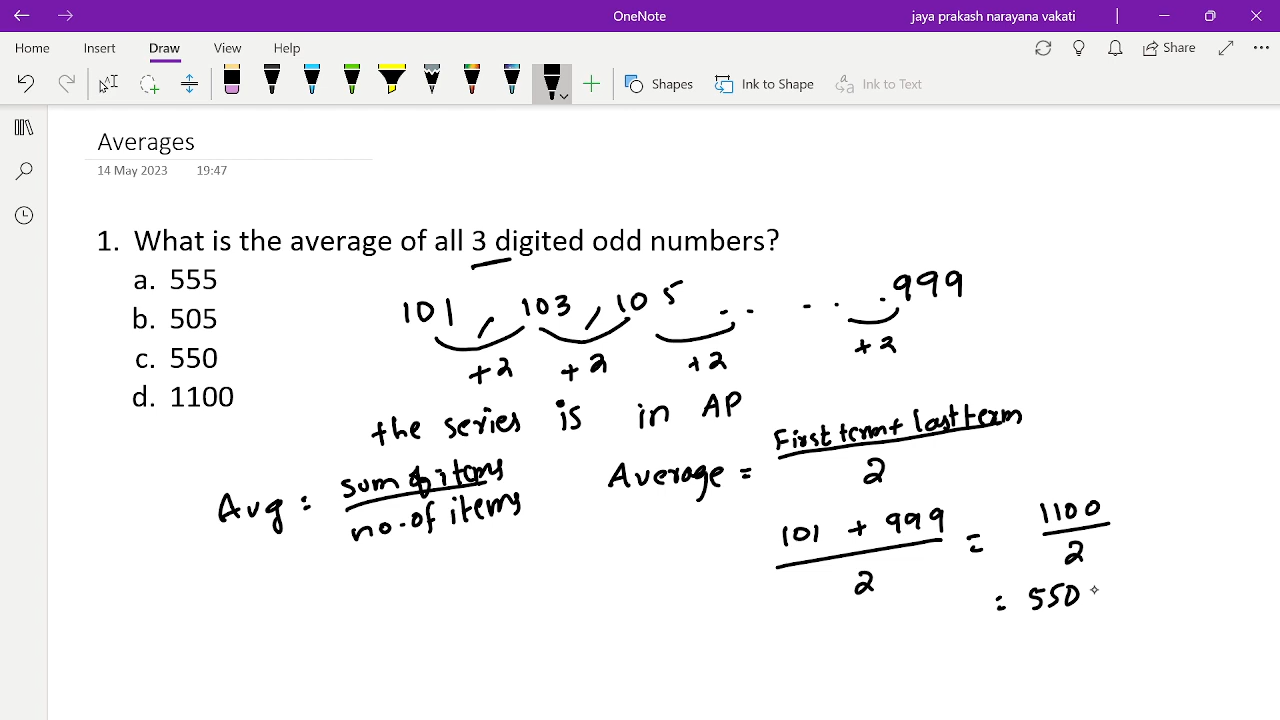 OneNote
jaya prakash narayana vakati
Home Insert Draw View Help
Share
Shapes Ink to Shape Ink to Text
Averages
14 May 2023 19:47
1. What is the average of all 3 digited odd numbers?
a. 555
b. 505
c. 550
d. 1100
101 , 103 , 105 .. .. .999
+2 +2 +2 +2
the series is in AP
Avg = sum of items
no. of items
Average = First term + last term
2
101 + 999
2
= 1100
2
= 550